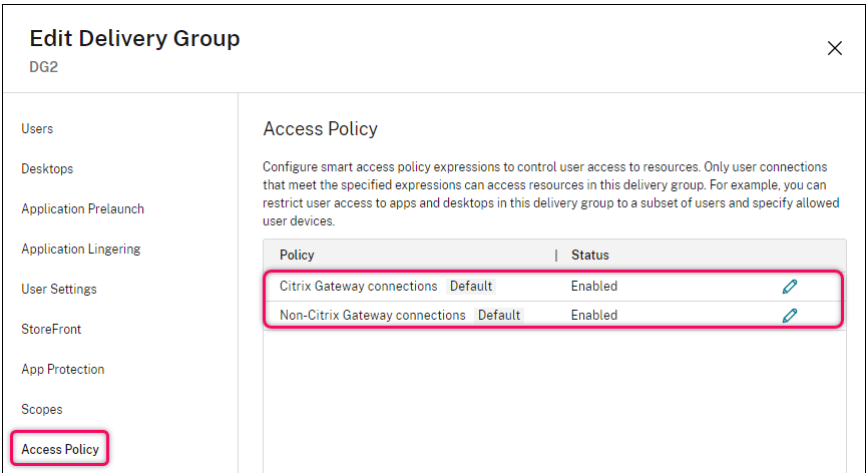 Edit Delivery Group
DG2
Users
Desktops
Application Prelaunch
Application Lingering
User Settings
StoreFront
App Protection
Scopes
Access Policy
Access Policy
Configure smart access policy expressions to control user access to resources. Only user connections
that meet the specified expressions can access resources in this delivery group. For example, you can
restrict user access to apps and desktops in this delivery group to a subset of users and specify allowed
user devices.
Policy | Status
Citrix Gateway connections Default Enabled
Non-Citrix Gateway connections Default Enabled